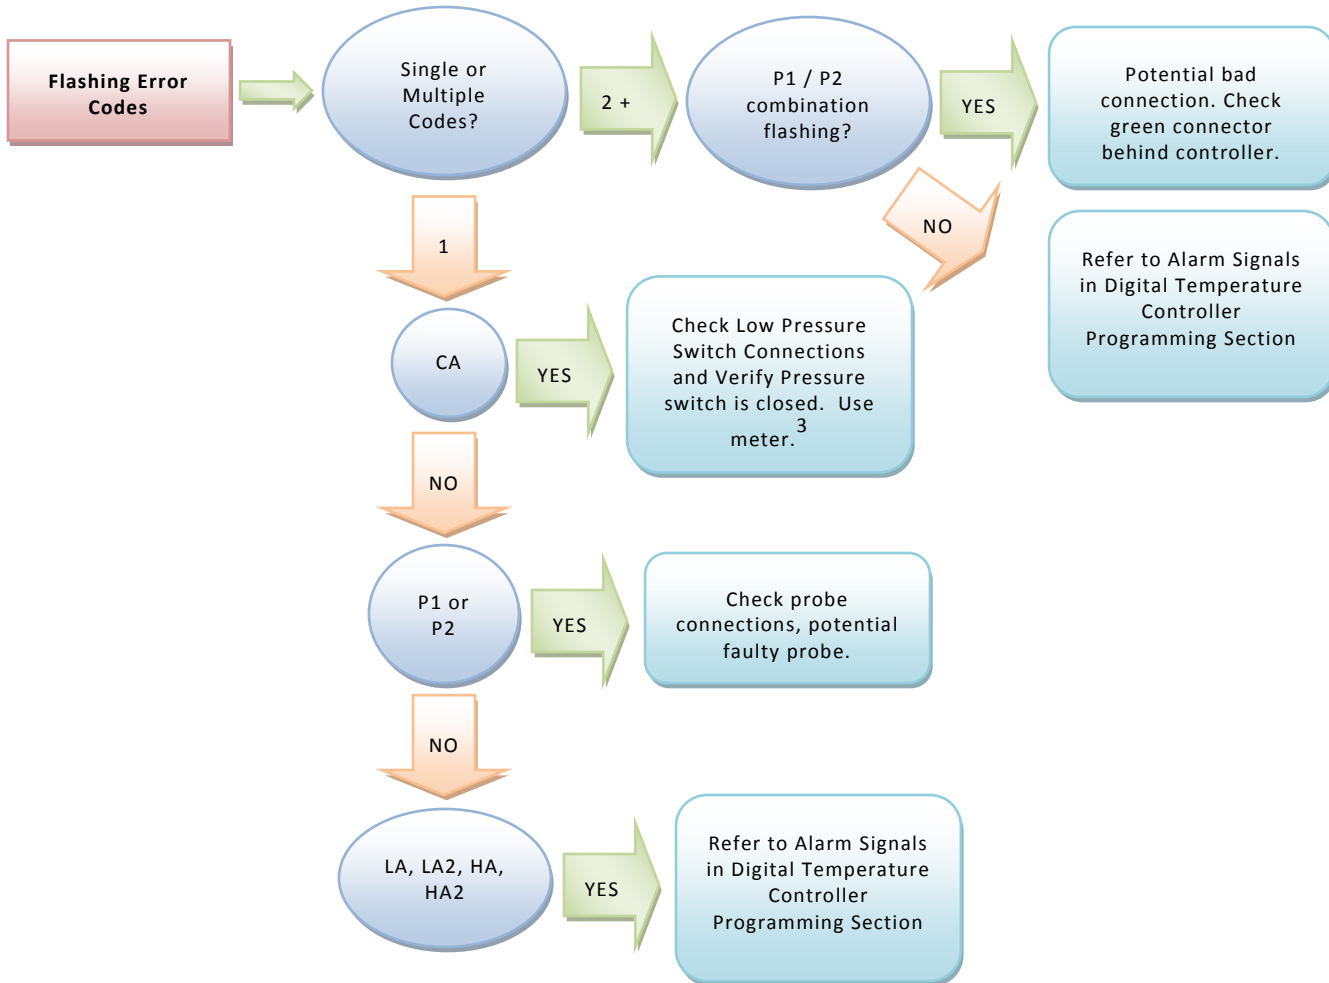 Flashing Error
Codes
Single or
Multiple
Codes?
2 +
P1 / P2
combination
flashing?
YES
Potential bad
connection. Check
green connector
behind controller.
NO
Refer to Alarm Signals
in Digital Temperature
Controller
Programming Section
1
CA
YES
Check Low Pressure
Switch Connections
and Verify Pressure
switch is closed. Use
meter.3
NO
P1 or
P2
YES
Check probe
connections, potential
faulty probe.
NO
LA, LA2, HA,
HA2
YES
Refer to Alarm Signals
in Digital Temperature
Controller
Programming Section